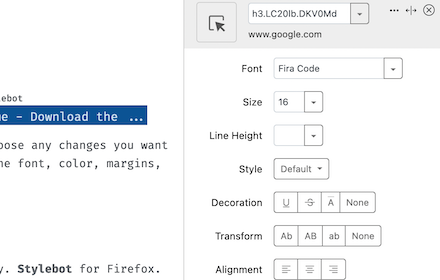 ebot
e - Download the ...
pose any changes you want
he font, color, margins,
y. Stylebot for Firefox.
h3.LC20lb.DKV0Md
www.google.com
Font Fira Code
Size 16
Line Height
Style Default
Decoration U S A None
Transform Ab AB ab None
Alignment